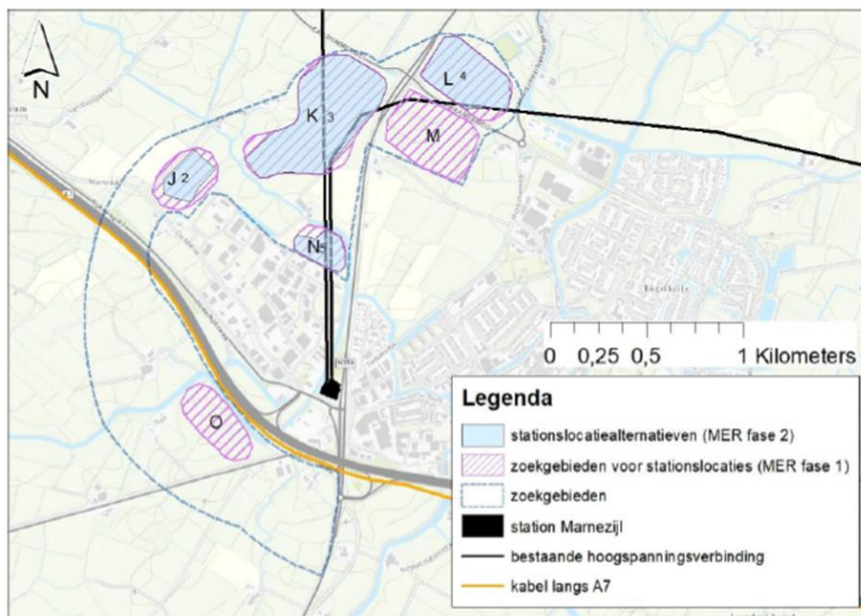 N
L 4
K 3
M
J 2
N 5
O
0 0,25 0,5 1 Kilometers
Legenda
stationslocatiealternatieven (MER fase 2)
zoekgebieden voor stationslocaties (MER fase 1)
zoekgebieden
station Marnezijl
bestaande hoogspanningsverbinding
kabel langs A7